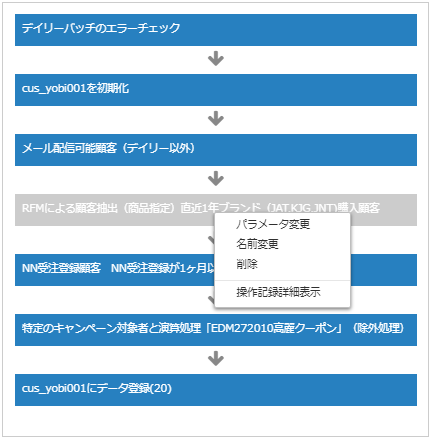 デイリーバッチのエラーチェック
cus_yobi001を初期化
メール配信可能顧客（デイリー以外）
RFMによる顧客抽出（商品指定）直近1年ブランド（JAT,KJG,JNT)購入顧客
パラメータ変更
名前変更
削除
操作記録詳細表示
NN受注登録顧客　NN受注登録が1ヶ月以
特定のキャンペーン対象者と演算処理「EDM272010高麗クーポン」（除外処理）
cus_yobi001にデータ登録(20)